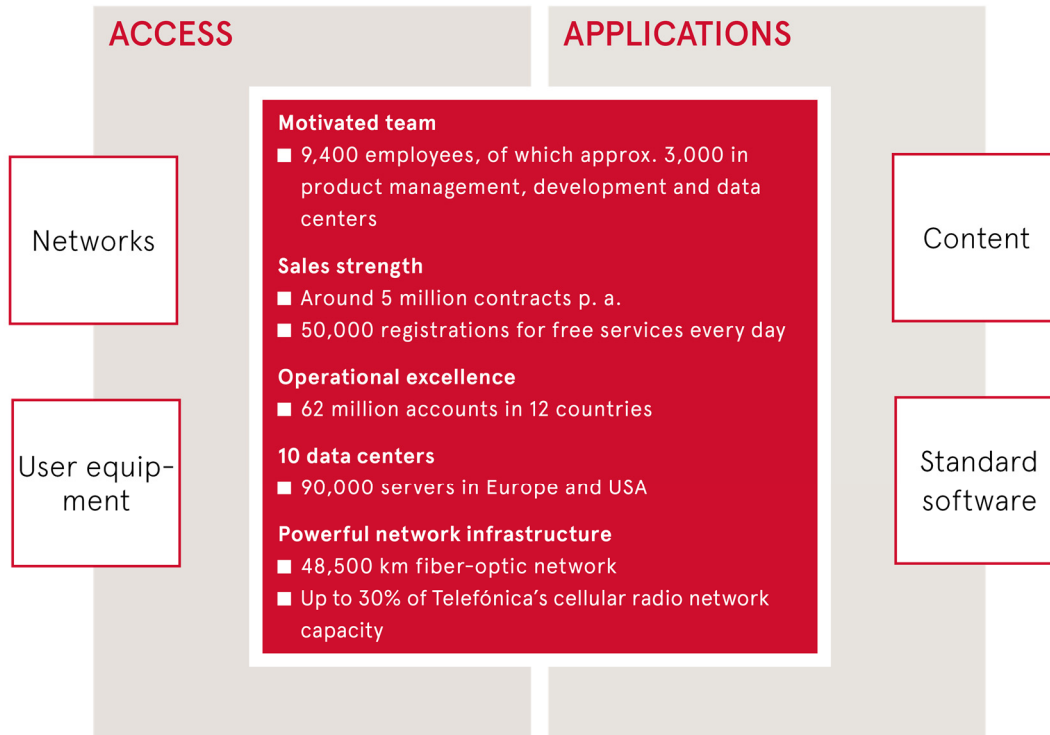 ACCESS
APPLICATIONS
Networks
User equip-
ment
Motivated team
■ 9,400 employees, of which approx. 3,000 in
product management, development and data
centers
Sales strength
■ Around 5 million contracts p. a.
■ 50,000 registrations for free services every day
Operational excellence
■ 62 million accounts in 12 countries
10 data centers
■ 90,000 servers in Europe and USA
Powerful network infrastructure
■ 48,500 km fiber-optic network
■ Up to 30% of Telefónica’s cellular radio network
capacity
Content
Standard
software